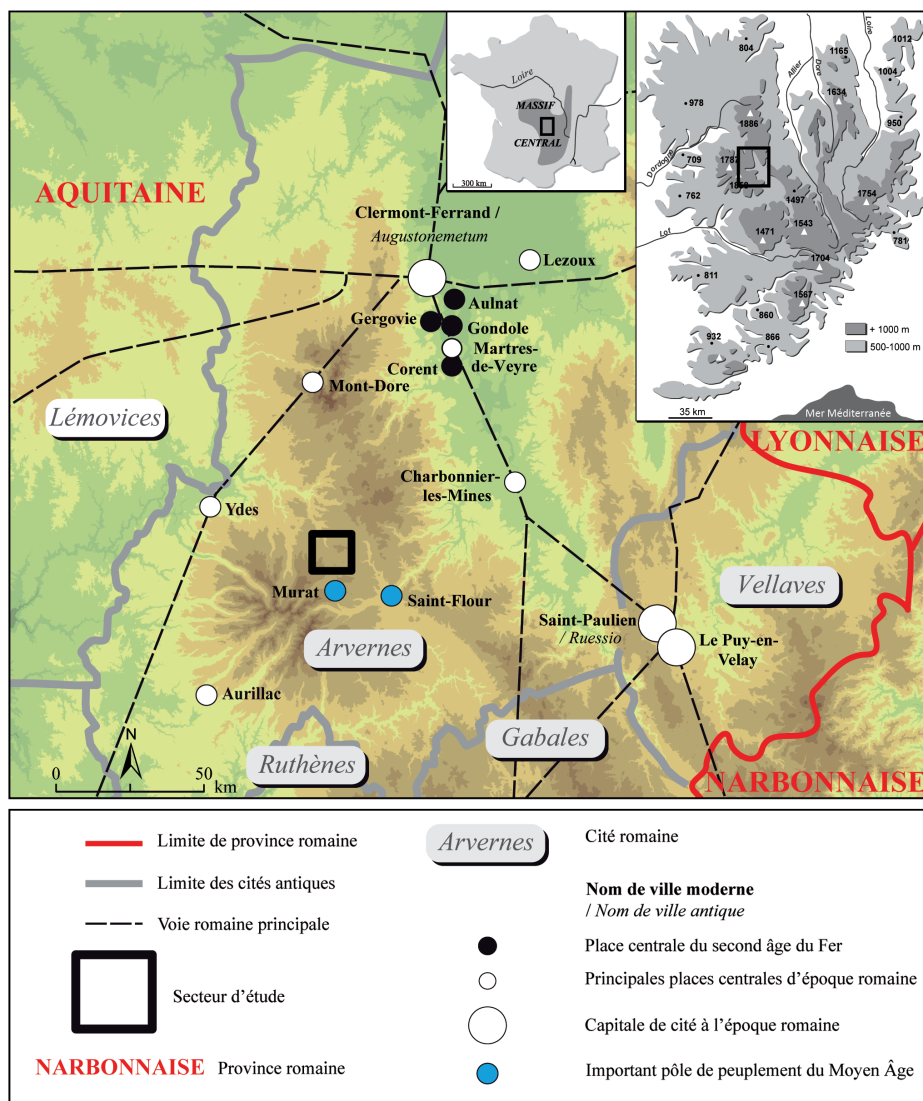 AQUITAINE
Clermont-Ferrand /
Augustonemetum
Lezoux
Aulnat
Gergovie
Gondole
Martres-
de-Veyre
Corent
Mont-Dore
Lémovices
Charbonnier-
les-Mines
Ydes
Murat
Saint-Flour
Arvernes
Saint-Paulien
/ Ruessio
Le Puy-en-
Velay
Vellaves
LYONNAISE
Aurillac
Ruthènes
Gabales
NARBONNAISE
N
0
50
km
Loire
MASSIF
CENTRAL
300 km
804
1165
Loire
1012
Allier
Dore
1004
978
1634
1886
950
Dordogne
709
1787
1859
762
1497
1754
1471
1543
781
Lot
1704
811
1567
860
932
866
+ 1000 m
500-1000 m
35 km
Mer Méditerranée
Limite de province romaine
Limite des cités antiques
Voie romaine principale
Secteur d'étude
NARBONNAISE Province romaine
Arvernes Cité romaine
Nom de ville moderne
/ Nom de ville antique
Place centrale du second âge du Fer
Principales places centrales d'époque romaine
Capitale de cité à l'époque romaine
Important pôle de peuplement du Moyen Âge